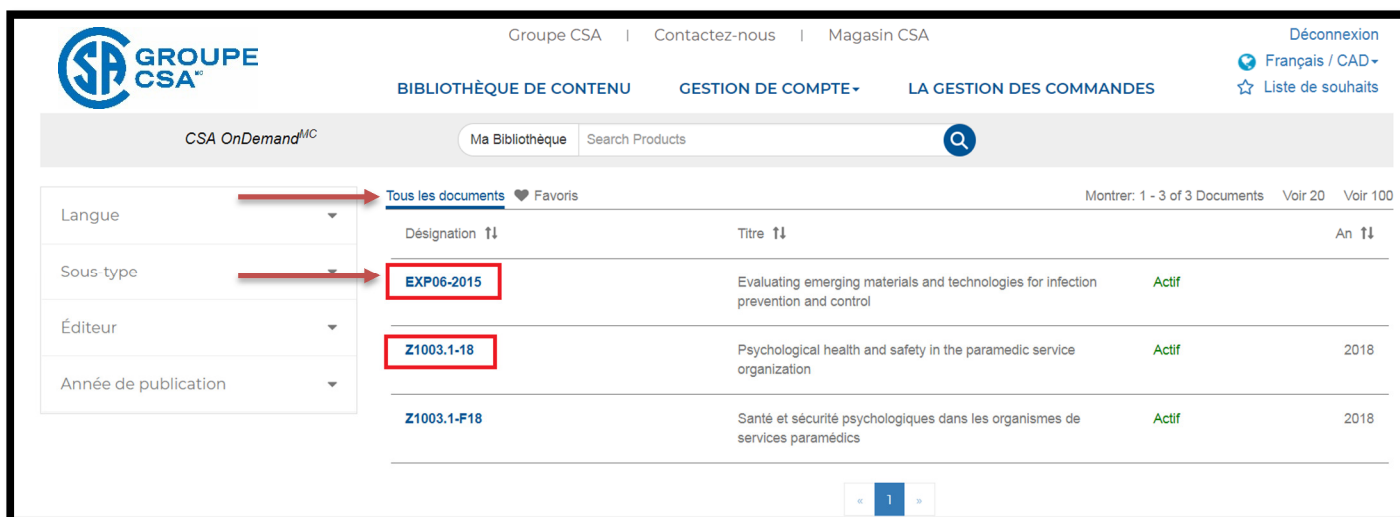 GROUPE
CSA MC
Groupe CSA | Contactez-nous | Magasin CSA
Déconnexion
Français / CAD
Liste de souhaits
BIBLIOTHÈQUE DE CONTENU GESTION DE COMPTE LA GESTION DES COMMANDES
CSA OnDemandMC
Ma Bibliothèque Search Products
Langue
Sous-type
Éditeur
Année de publication
Tous les documents Favoris Montrer: 1 - 3 of 3 Documents Voir 20 Voir 100
Désignation Titre An
EXP06-2015 Evaluating emerging materials and technologies for infection Actif
prevention and control
Z1003.1-18 Psychological health and safety in the paramedic service Actif 2018
organization
Z1003.1-F18 Santé et sécurité psychologiques dans les organismes de Actif 2018
services paramédics
« 1 »